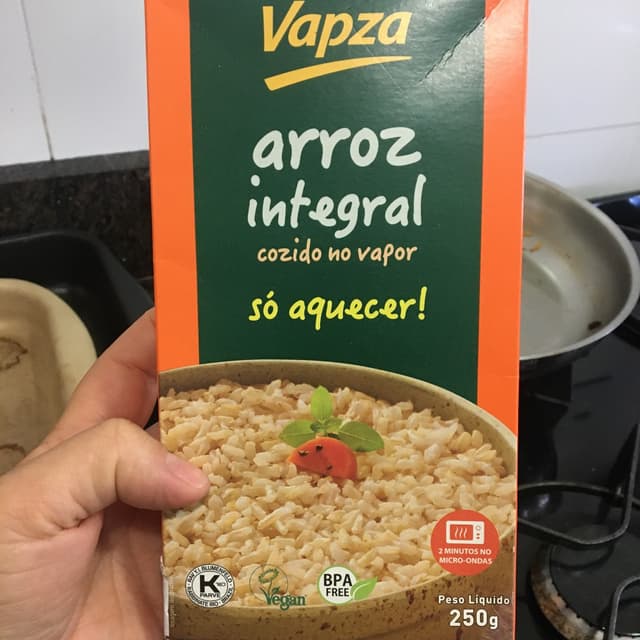 Vapza
arroz
integral
cozido no vapor
só aquecer!
2 MINUTOS NO
MICRO-ONDAS
K
PARVE
Vegan
BPA
FREE
Peso Líquido
250g